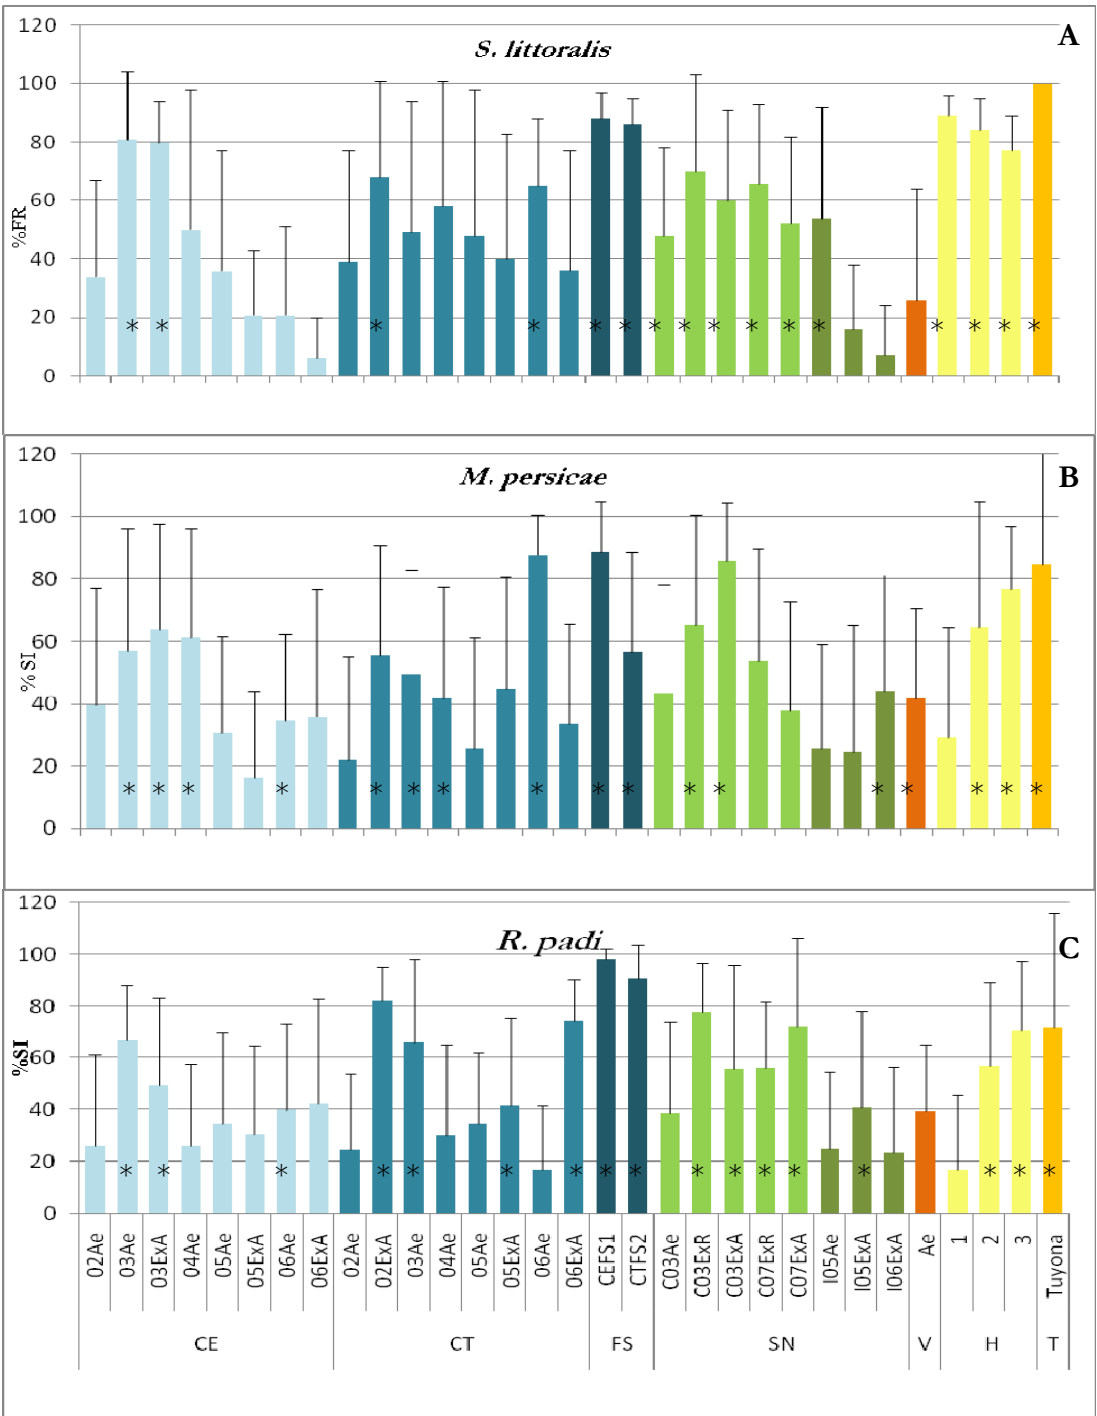 A
S. littoralis
120
100
80
60
40
20
0
%FR
* * * * * * * * * * * * * * * *
B
M. persicae
120
100
80
60
40
20
0
% SI
* * * * * * * * * * * * * * * * * *
C
R. padi
120
100
80
60
40
20
0
%SI
* * * * * * * * * * * * * * * * *
02Ae 03Ae 03ExA 04Ae 05Ae 05ExA 06Ae 06ExA 02Ae 02ExA 03Ae 04Ae 05Ae 05ExA 06Ae 06ExA CEFS1 CTFS2 C03Ae C03ExR C03ExA C07ExR C07ExA I05Ae I05ExA I06ExA Ae 1 2 3 Tuyona
CE CT FS SN V H T